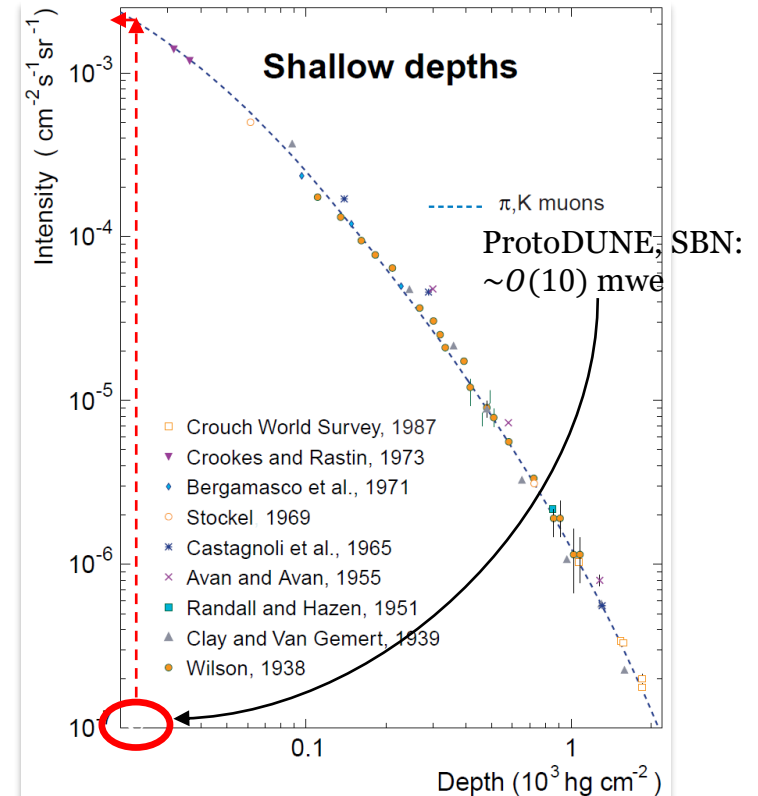 Shallow depths
Intensity ( cm⁻² s⁻¹ sr⁻¹ )
10⁻³
10⁻⁴
10⁻⁵
10⁻⁶
π,K muons
ProtoDUNE, SBN:
~O(10) mwe
Crouch World Survey, 1987
Crookes and Rastin, 1973
Bergamasco et al., 1971
Stockel 1969
Castagnoli et al., 1965
Avan and Avan, 1955
Randall and Hazen, 1951
Clay and Van Gemert, 1939
Wilson, 1938
0.1
1
Depth (10³ hg cm⁻² )